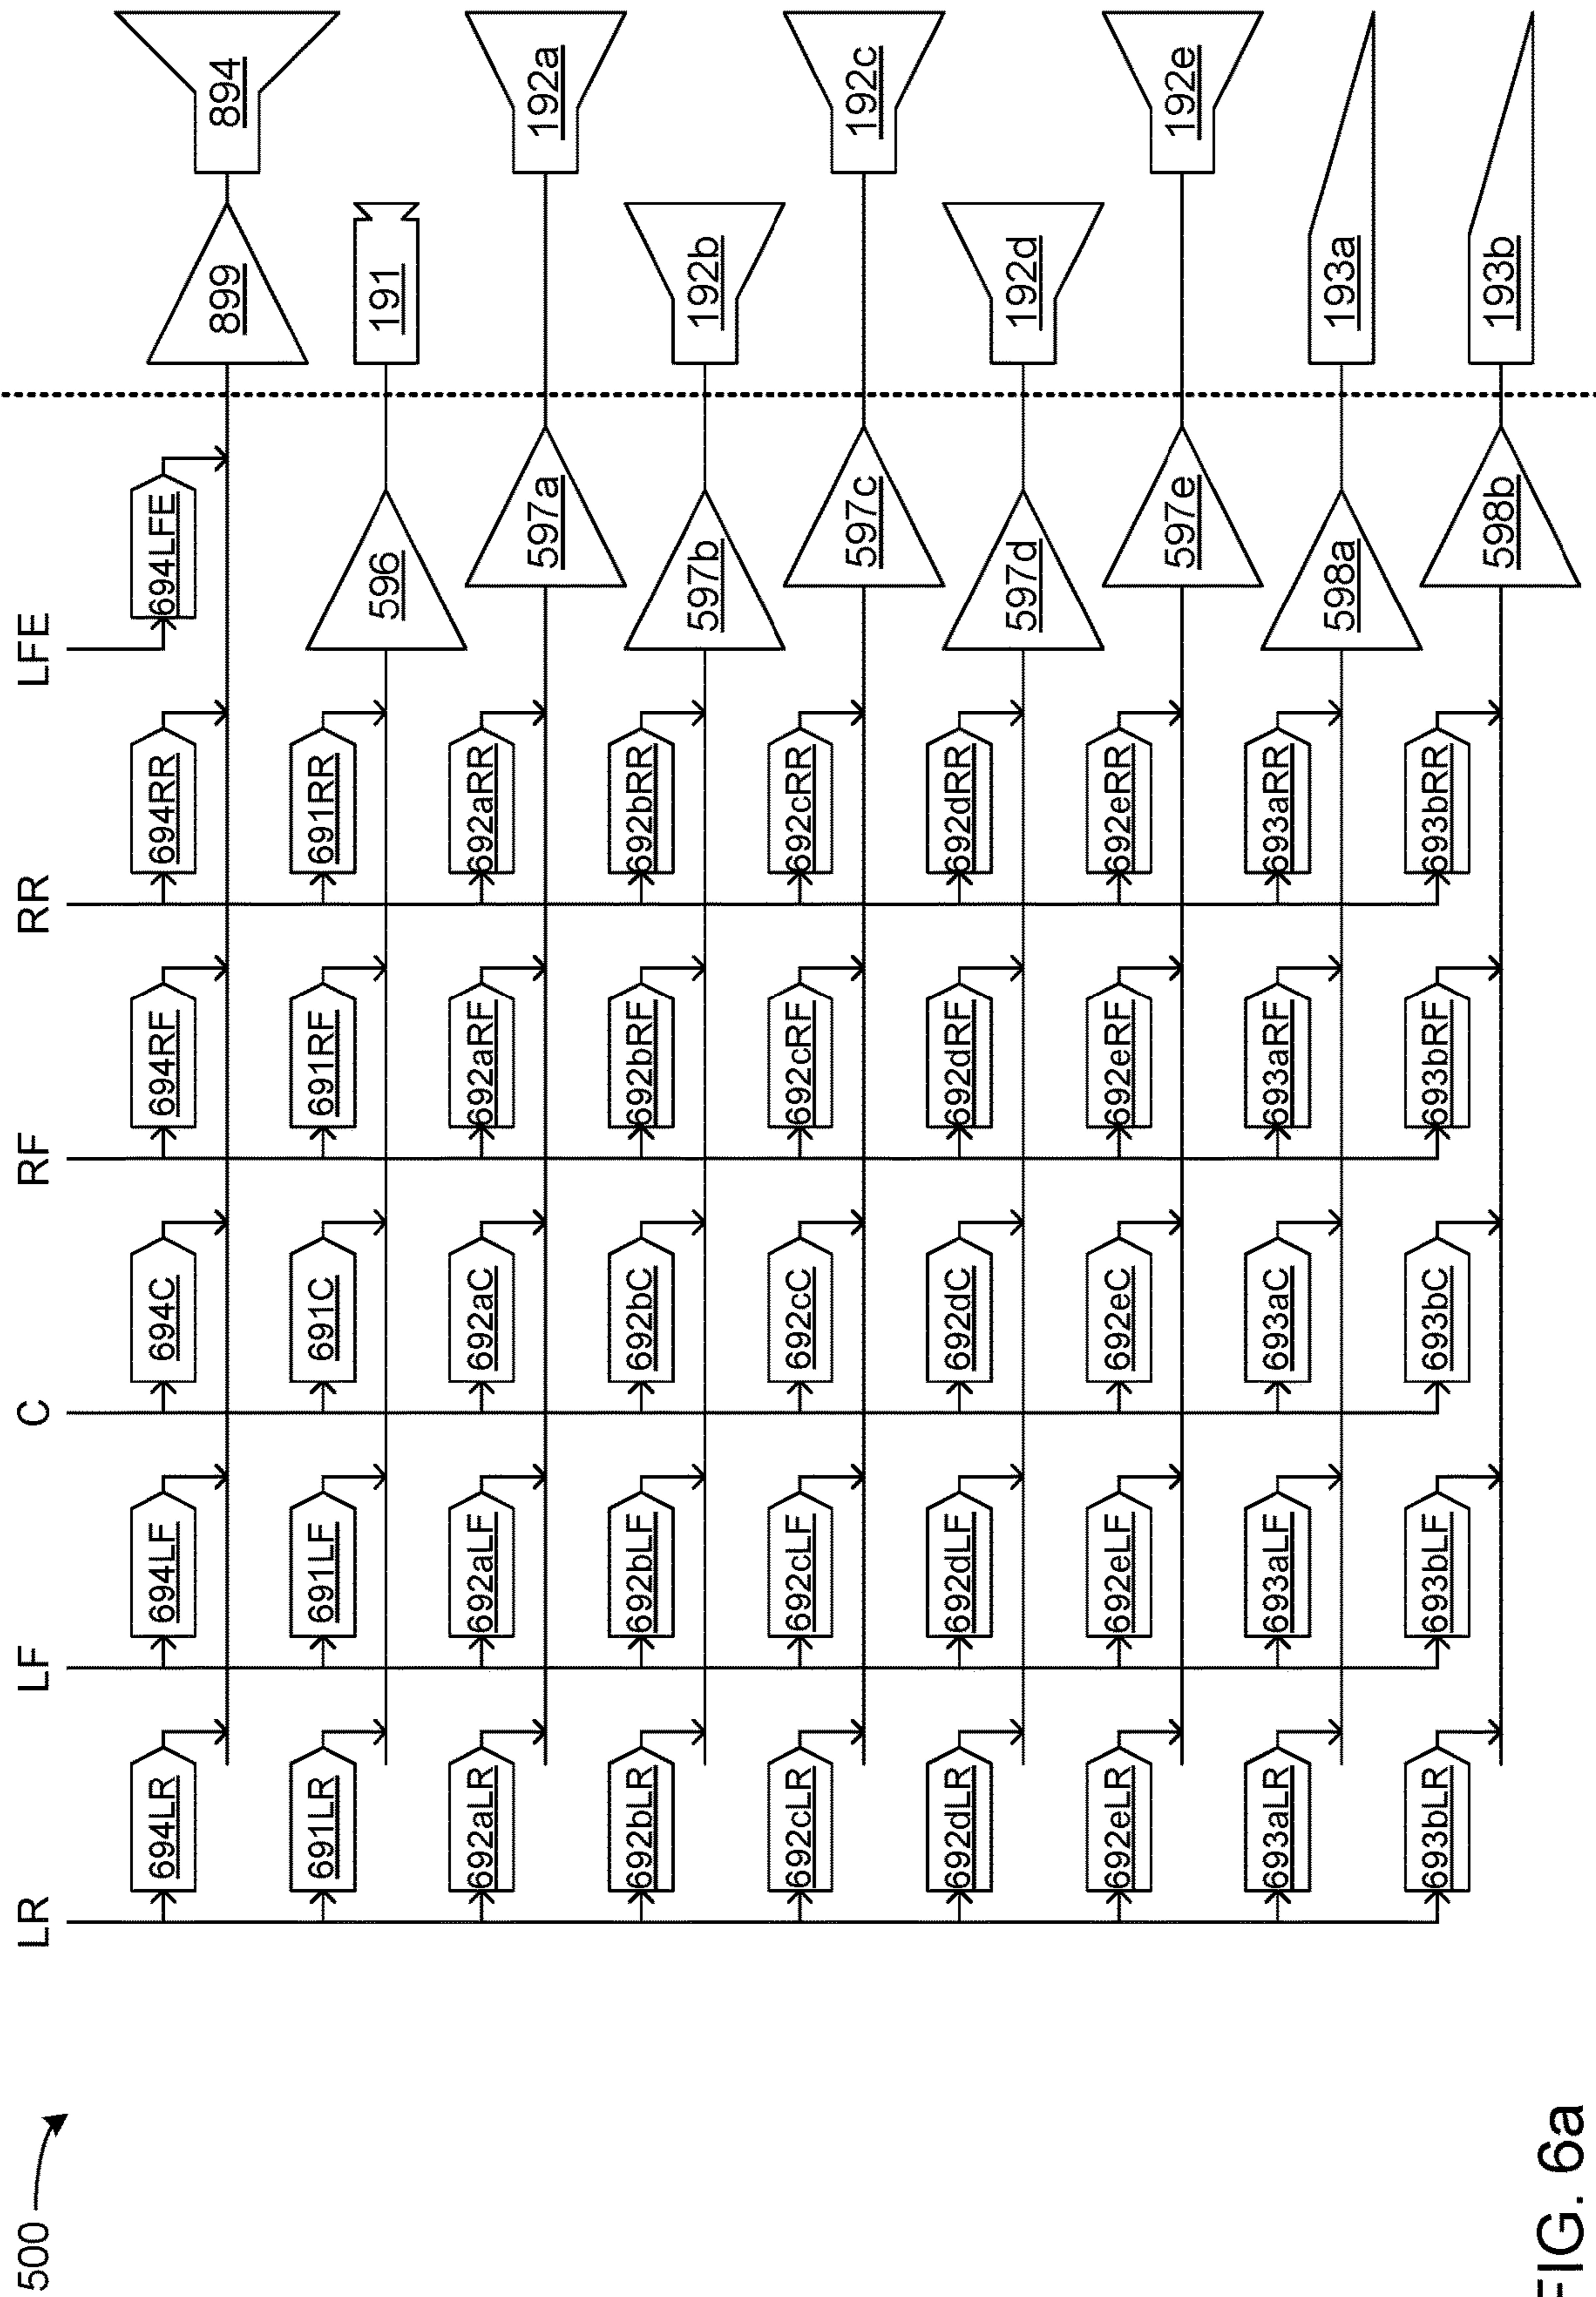 500 LR LF C RF RR LFE
694LR 694LF 694C 694RF 694RR 694LFE
899 894
691LR 691LF 691C 691RF 691RR
596 191
692aLR 692aLF 692aC 692aRF 692aRR
597a 192a
692bLR 692bLF 692bC 692bRF 692bRR
597b 192b
692cLR 692cLF 692cC 692cRF 692cRR
597c 192c
692dLR 692dLF 692dC 692dRF 692dRR
597d 192d
692eLR 692eLF 692eC 692eRF 692eRR
597e 192e
693aLR 693aLF 693aC 693aRF 693aRR
598a 193a
693bLR 693bLF 693bC 693bRF 693bRR
598b 193b
FIG. 6a